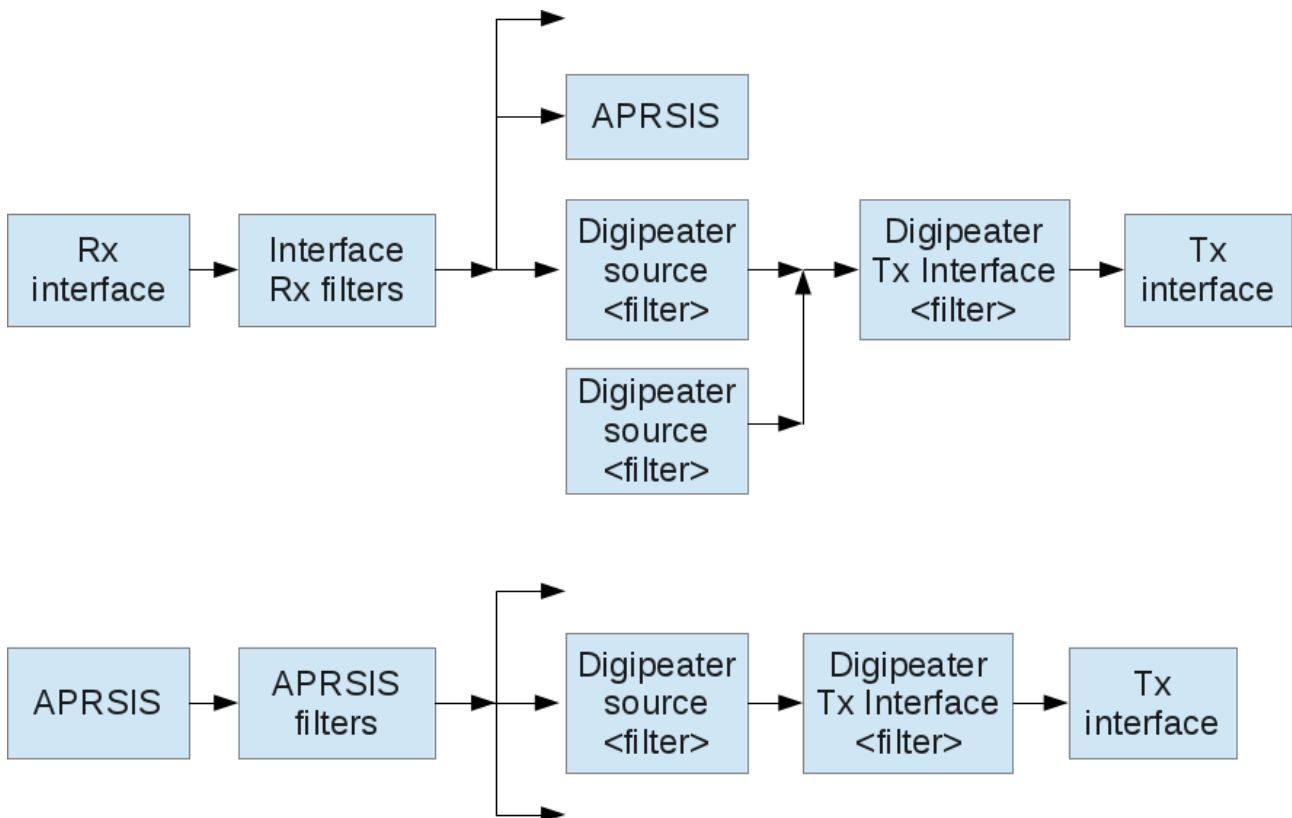 APRSIS
Rx
interface
Interface
Rx filters
Digipeater
source
<filter>
Digipeater
Tx Interface
<filter>
Tx
interface
Digipeater
source
<filter>
APRSIS
APRSIS
filters
Digipeater
source
<filter>
Digipeater
Tx Interface
<filter>
Tx
interface